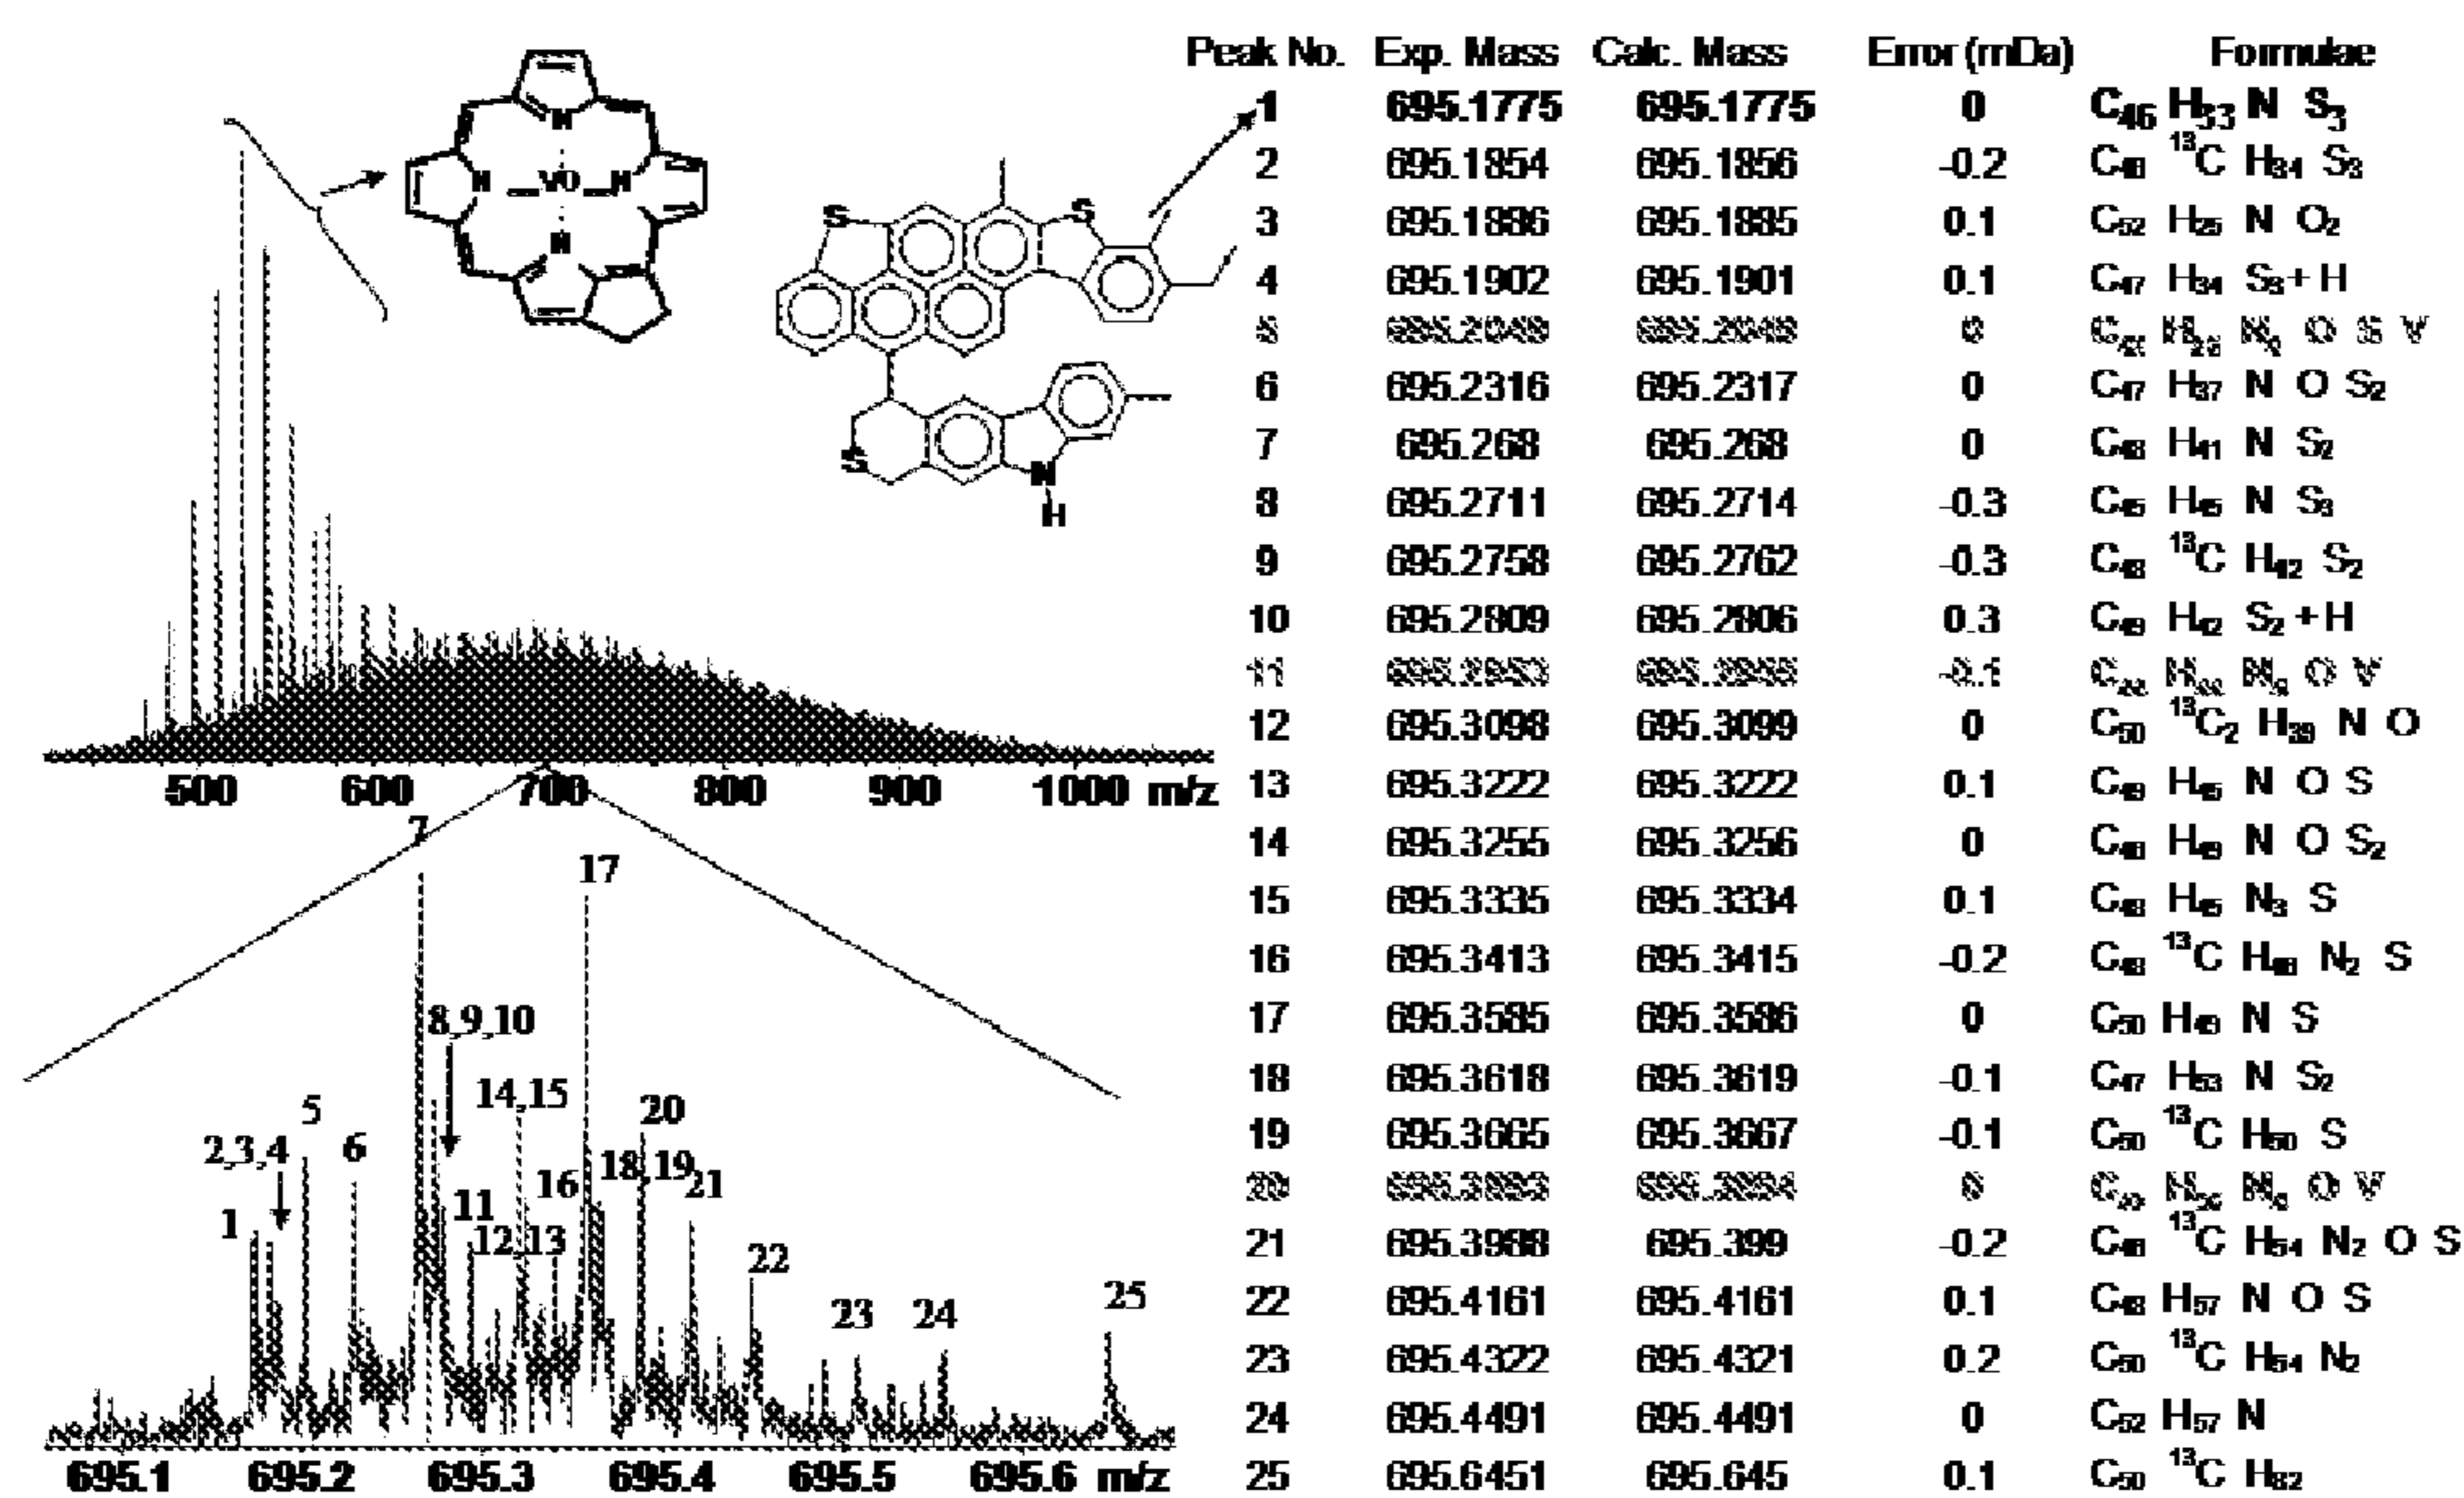 Peak No. Exp. Mass Calc. Mass Error (mDa) Formulae
1 695.1775 695.1775 0 C46 H33 N S3
2 695.1854 695.1856 -0.2 C46 13C H34 S3
3 695.1886 695.1885 0.1 C52 H25 N O2
4 695.1902 695.1901 0.1 C47 H34 S3+H
5 0 O S V
6 695.2316 695.2317 0 C47 H37 N O S2
7 695.268 695.268 0 C48 H41 N S2
8 695.2711 695.2714 -0.3 C45 H45 N S3
9 695.2758 695.2762 -0.3 C48 13C H42 S2
10 695.2809 695.2806 0.3 C49 H42 S2+H
11 -0.1 O V
12 695.3098 695.3099 0 C50 13C2 H39 N O
13 695.3222 695.3222 0.1 C49 H45 N O S
14 695.3255 695.3256 0 C46 H49 N O S2
15 695.3335 695.3334 0.1 C48 H45 N3 S
16 695.3413 695.3415 -0.2 C48 13C H46 N2 S
17 695.3585 695.3586 0 C50 H49 N S
18 695.3618 695.3619 -0.1 C47 H53 N S2
19 695.3665 695.3667 -0.1 C50 13C H50 S
20 0 O V
21 695.3988 695.399 -0.2 C46 13C H54 N2 O S
22 695.4161 695.4161 0.1 C48 H57 N O S
23 695.4322 695.4321 0.2 C50 13C H54 N2
24 695.4491 695.4491 0 C52 H57 N
25 695.6451 695.645 0.1 C50 13C H82
N
N VO N
N
S S
S N
H
500 600 700 800 900 1000 m/z
7
17
8,9,10
5 14,15 20
2,3,4 6 18,19
1 11 16 21
12 13 22
23 24 25
695.1 695.2 695.3 695.4 695.5 695.6 m/z